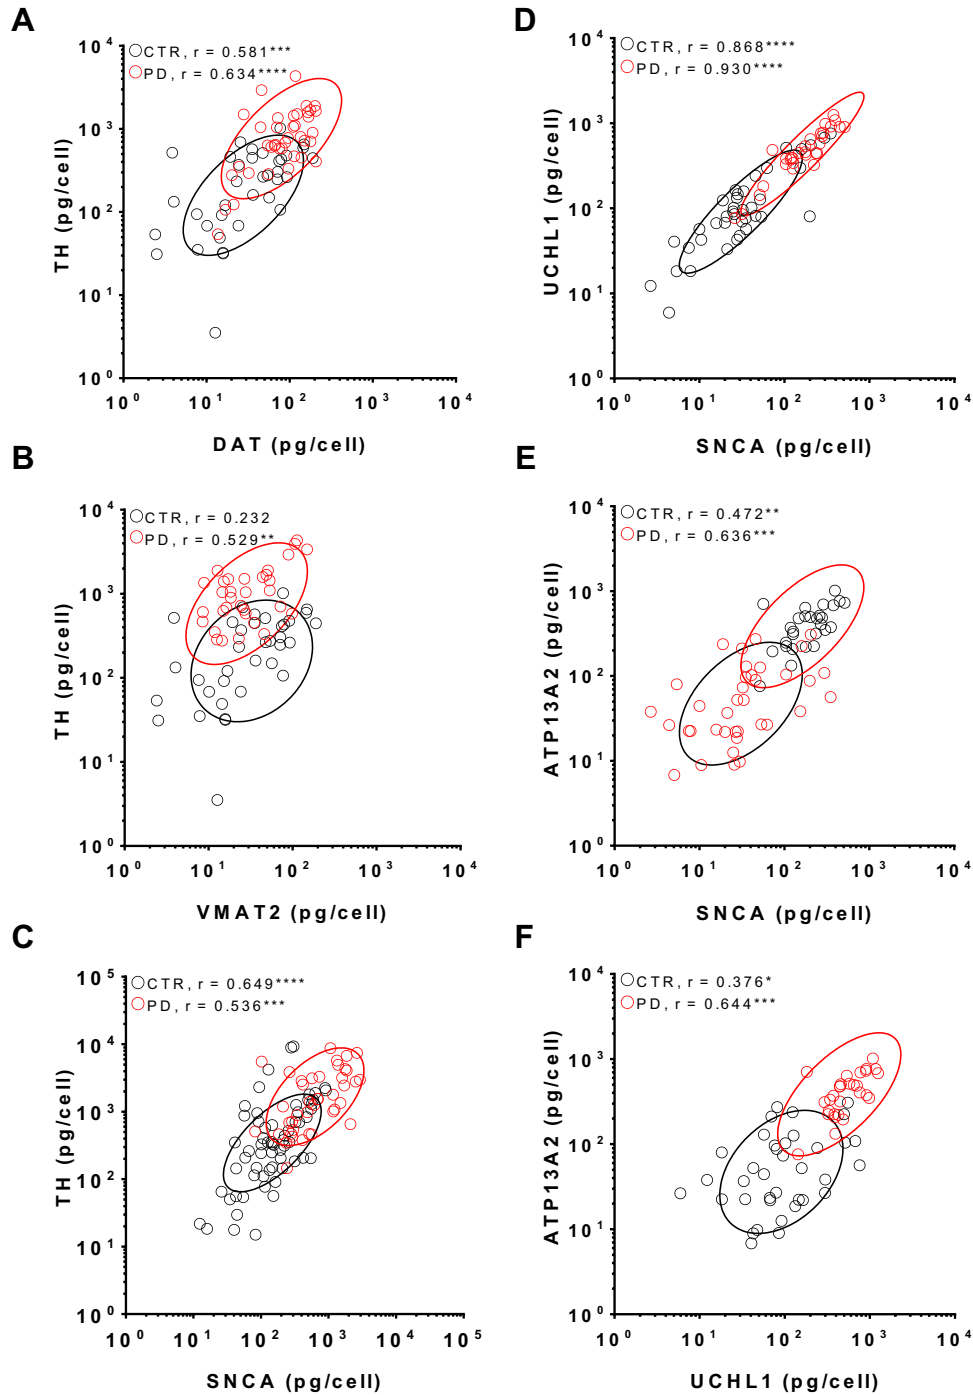 A
10^4
CTR, r = 0.581***
PD, r = 0.634****
10^3
10^2
10^1
10^0
TH (pg/cell)
10^0 10^1 10^2 10^3 10^4
DAT (pg/cell)
D
10^4
CTR, r = 0.868****
PD, r = 0.930****
10^3
10^2
10^1
10^0
UCHL1 (pg/cell)
10^0 10^1 10^2 10^3 10^4
SNCA (pg/cell)
B
10^4
CTR, r = 0.232
PD, r = 0.529**
10^3
10^2
10^1
10^0
TH (pg/cell)
10^0 10^1 10^2 10^3 10^4
VMAT2 (pg/cell)
E
10^4
CTR, r = 0.472**
PD, r = 0.636***
10^3
10^2
10^1
10^0
ATP13A2 (pg/cell)
10^0 10^1 10^2 10^3 10^4
SNCA (pg/cell)
C
10^5
CTR, r = 0.649****
PD, r = 0.536***
10^4
10^3
10^2
10^1
10^0
TH (pg/cell)
10^0 10^1 10^2 10^3 10^4 10^5
SNCA (pg/cell)
F
10^4
CTR, r = 0.376*
PD, r = 0.644***
10^3
10^2
10^1
10^0
ATP13A2 (pg/cell)
10^0 10^1 10^2 10^3 10^4
UCHL1 (pg/cell)